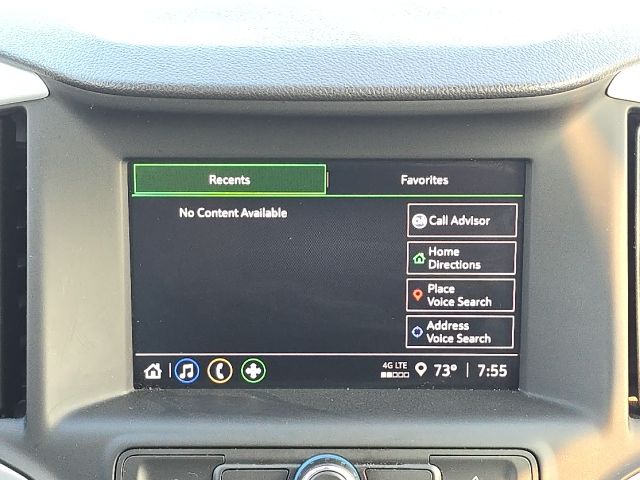 Recents
Favorites
No Content Available
Call Advisor
Home
Directions
Place
Voice Search
Address
Voice Search
4G LTE
73°
7:55